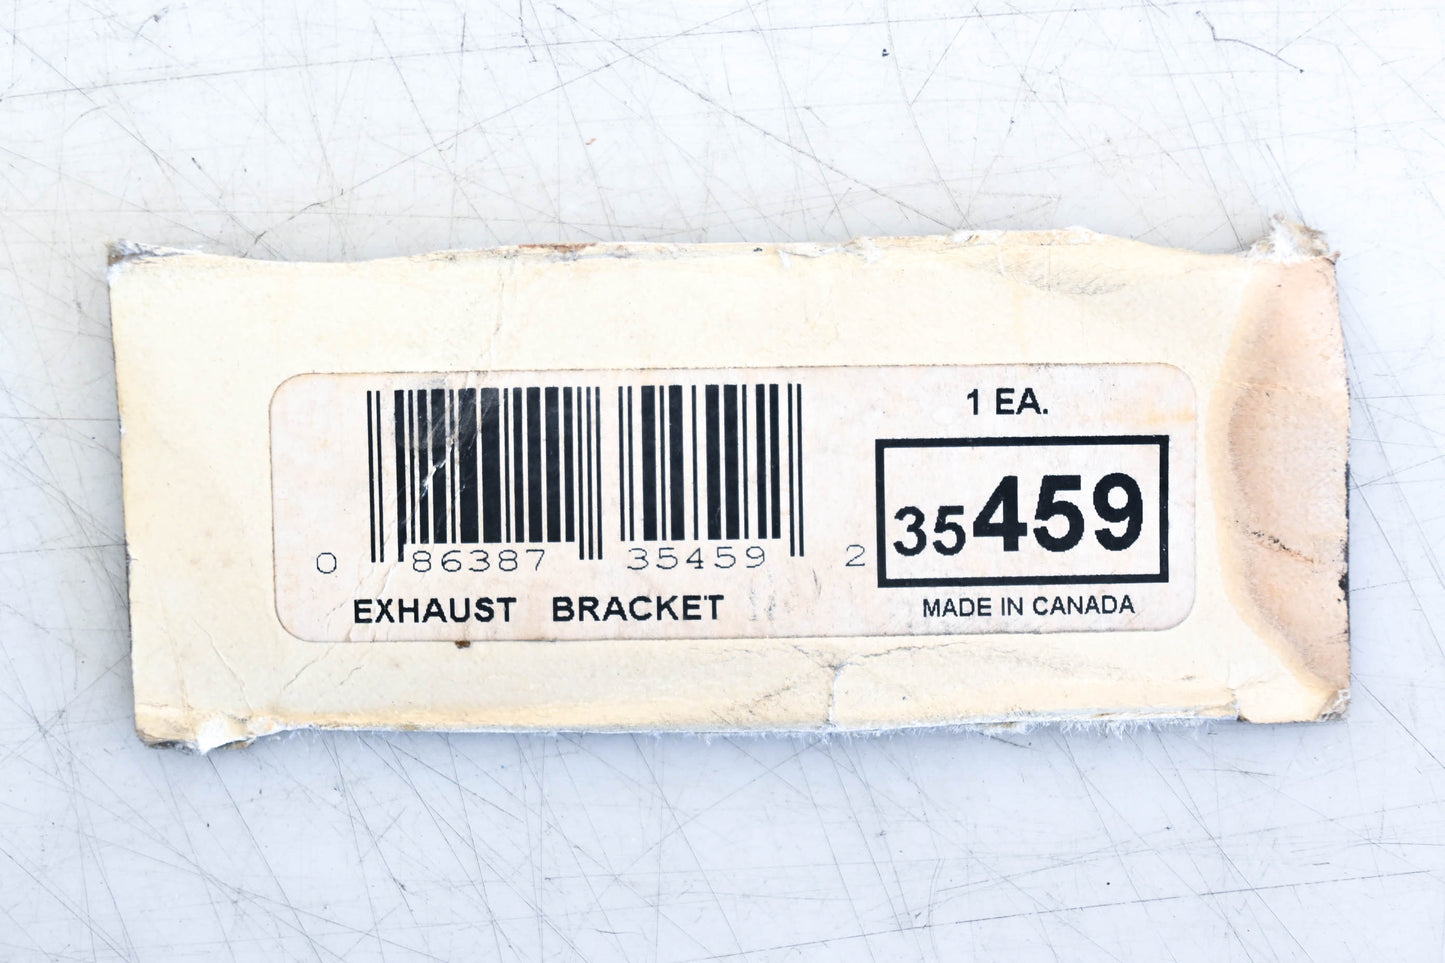 1 EA.
35459
0 86387 35459 2
EXHAUST BRACKET
MADE IN CANADA